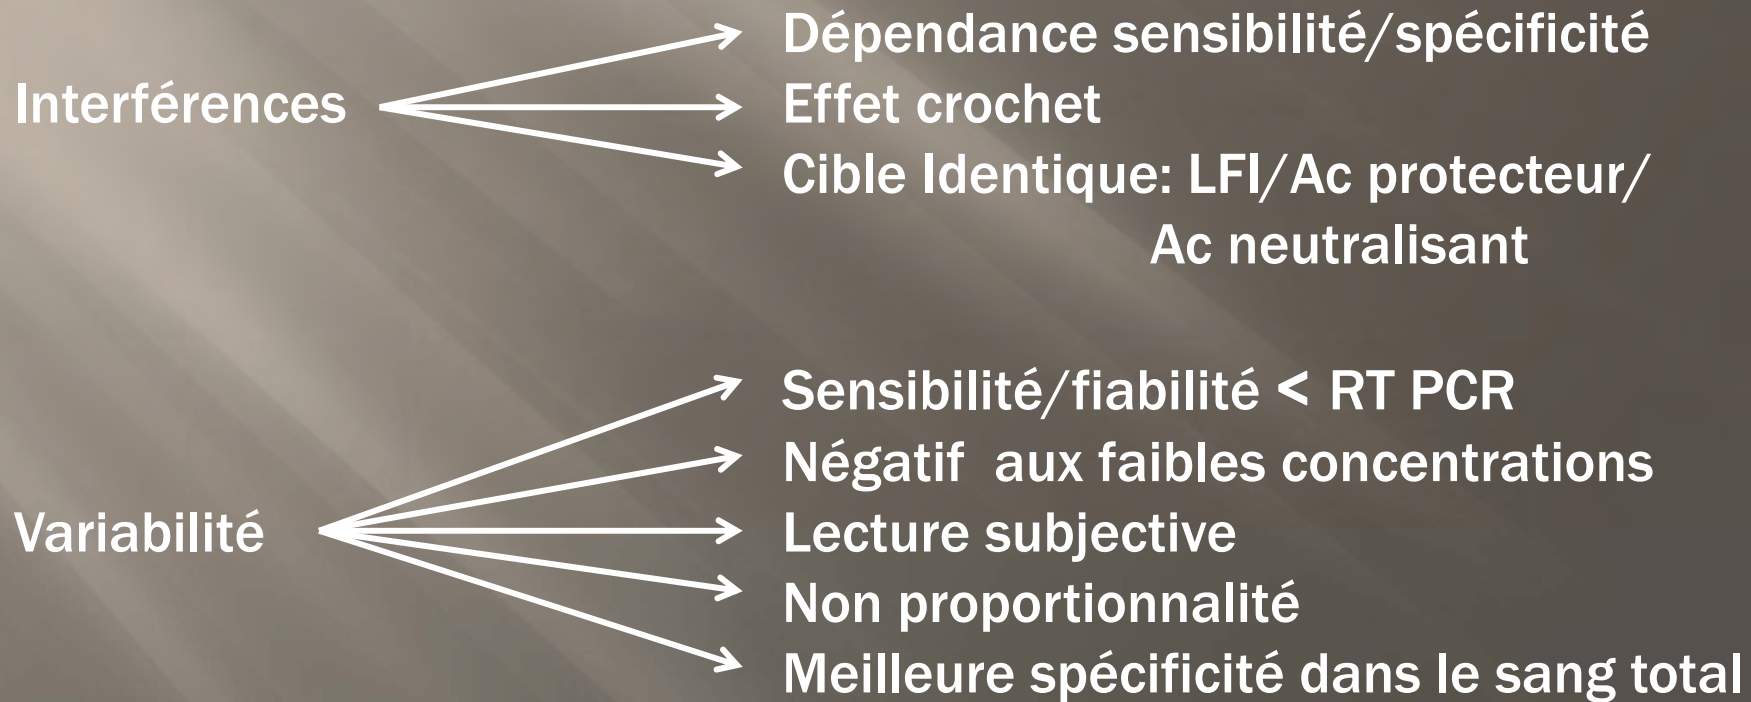 Interférences
Dépendance sensibilité/spécificité
Effet crochet
Cible Identique: LFI/Ac protecteur/
Ac neutralisant
Variabilité
Sensibilité/fiabilité < RT PCR
Négatif aux faibles concentrations
Lecture subjective
Non proportionnalité
Meilleure spécificité dans le sang total